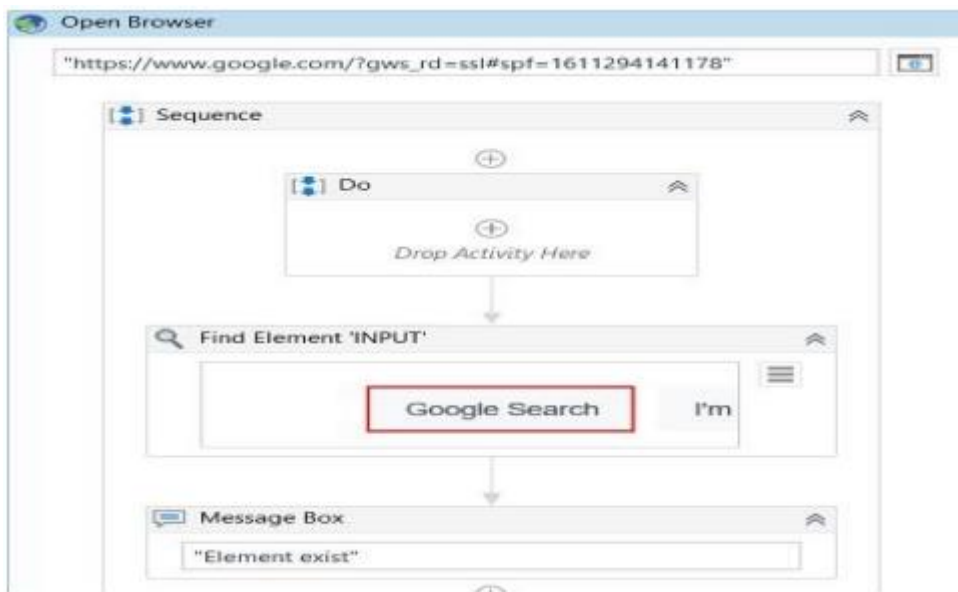 Open Browser
"https://www.google.com/?gws_rd=ssl#spf=1611294141178"
Sequence
Do
Drop Activity Here
Find Element 'INPUT'
Google Search I'm
Message Box
"Element exist"